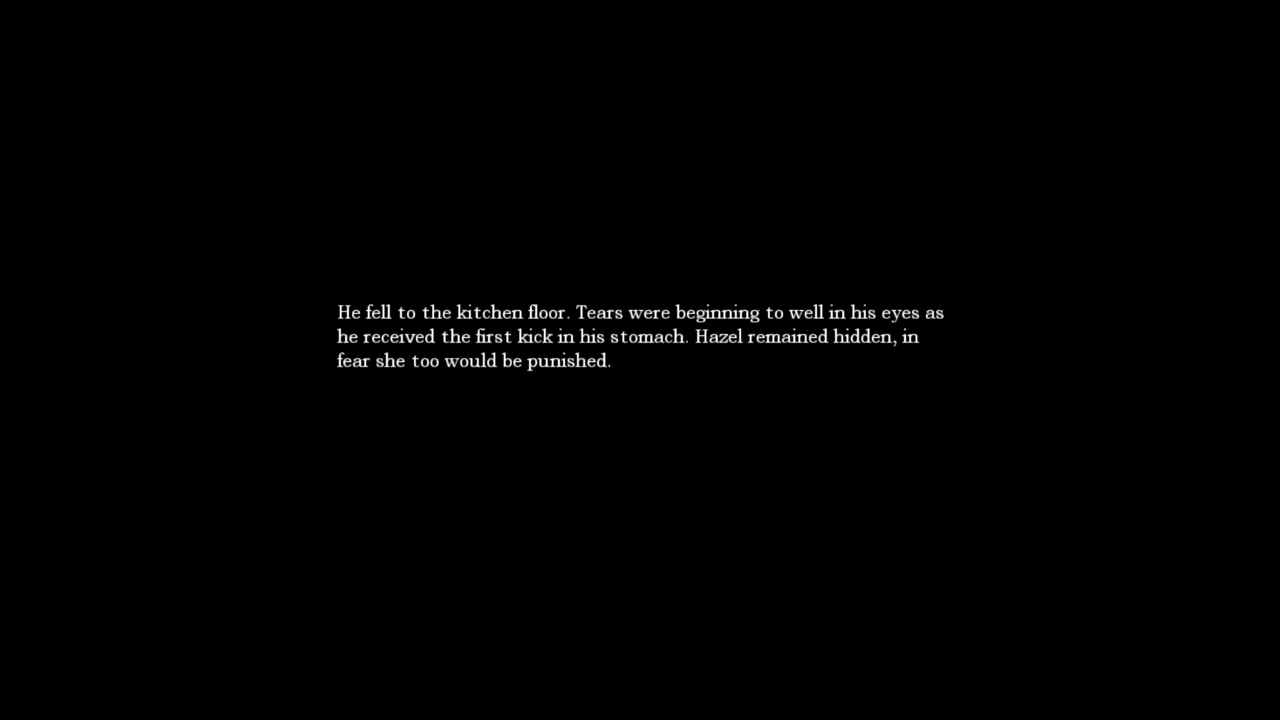 He fell to the kitchen floor. Tears were beginning to well in his eyes as
he received the first kick in his stomach. Hazel remained hidden, in
fear she too would be punished.